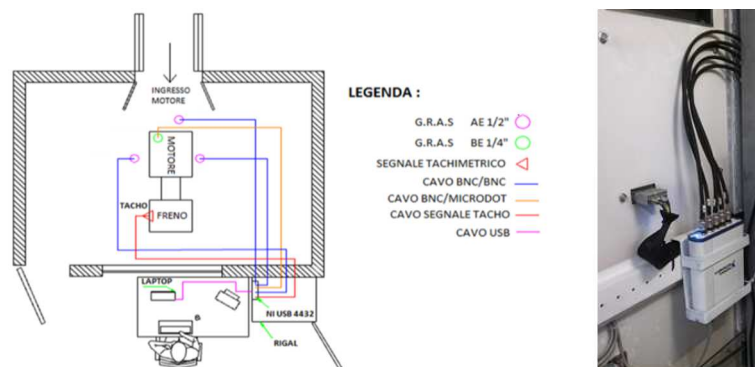 INGRESSO
MOTORE
MOTORE
TACHO
FRENO
LAPTOP
NI USB 4432
RIGAL
LEGENDA :
G.R.A.S AE 1/2"
G.R.A.S BE 1/4"
SEGNALE TACHIMETRICO
CAVO BNC/BNC
CAVO BNC/MICRODOT
CAVO SEGNALE TACHO
CAVO USB